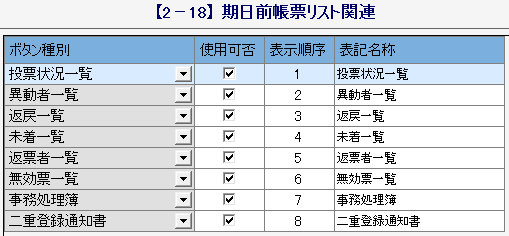 【2－18】期日前帳票リスト関連
ボタン種別 使用可否 表示順序 表記名称
投票状況一覧 1 投票状況一覧
異動者一覧 2 異動者一覧
返戻一覧 3 返戻一覧
未着一覧 4 未着一覧
返票者一覧 5 返票者一覧
無効票一覧 6 無効票一覧
事務処理簿 7 事務処理簿
二重登録通知書 8 二重登録通知書